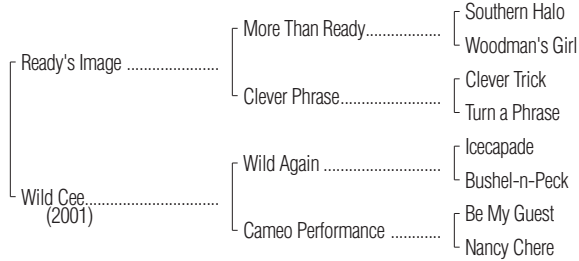 Southern Halo
More Than Ready..................
Woodman's Girl
Ready's Image ......................
Clever Trick
Clever Phrase........................
Turn a Phrase
Icecapade
Wild Again ............................
Bushel-n-Peck
Wild Cee................................
(2001)
Be My Guest
Cameo Performance ............
Nancy Chere